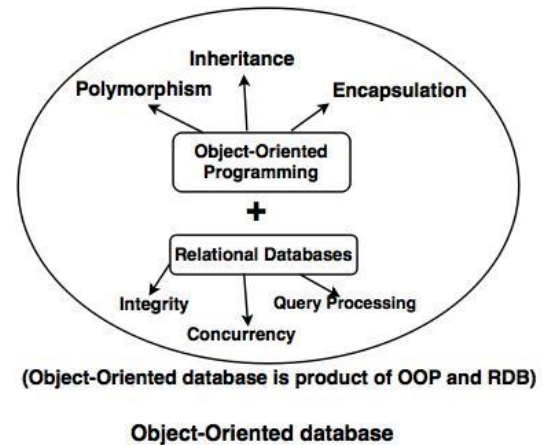 Inheritance
Polymorphism
Encapsulation
Object-Oriented
Programming
+
Relational Databases
Integrity
Query Processing
Concurrency
(Object-Oriented database is product of OOP and RDB)
Object-Oriented database